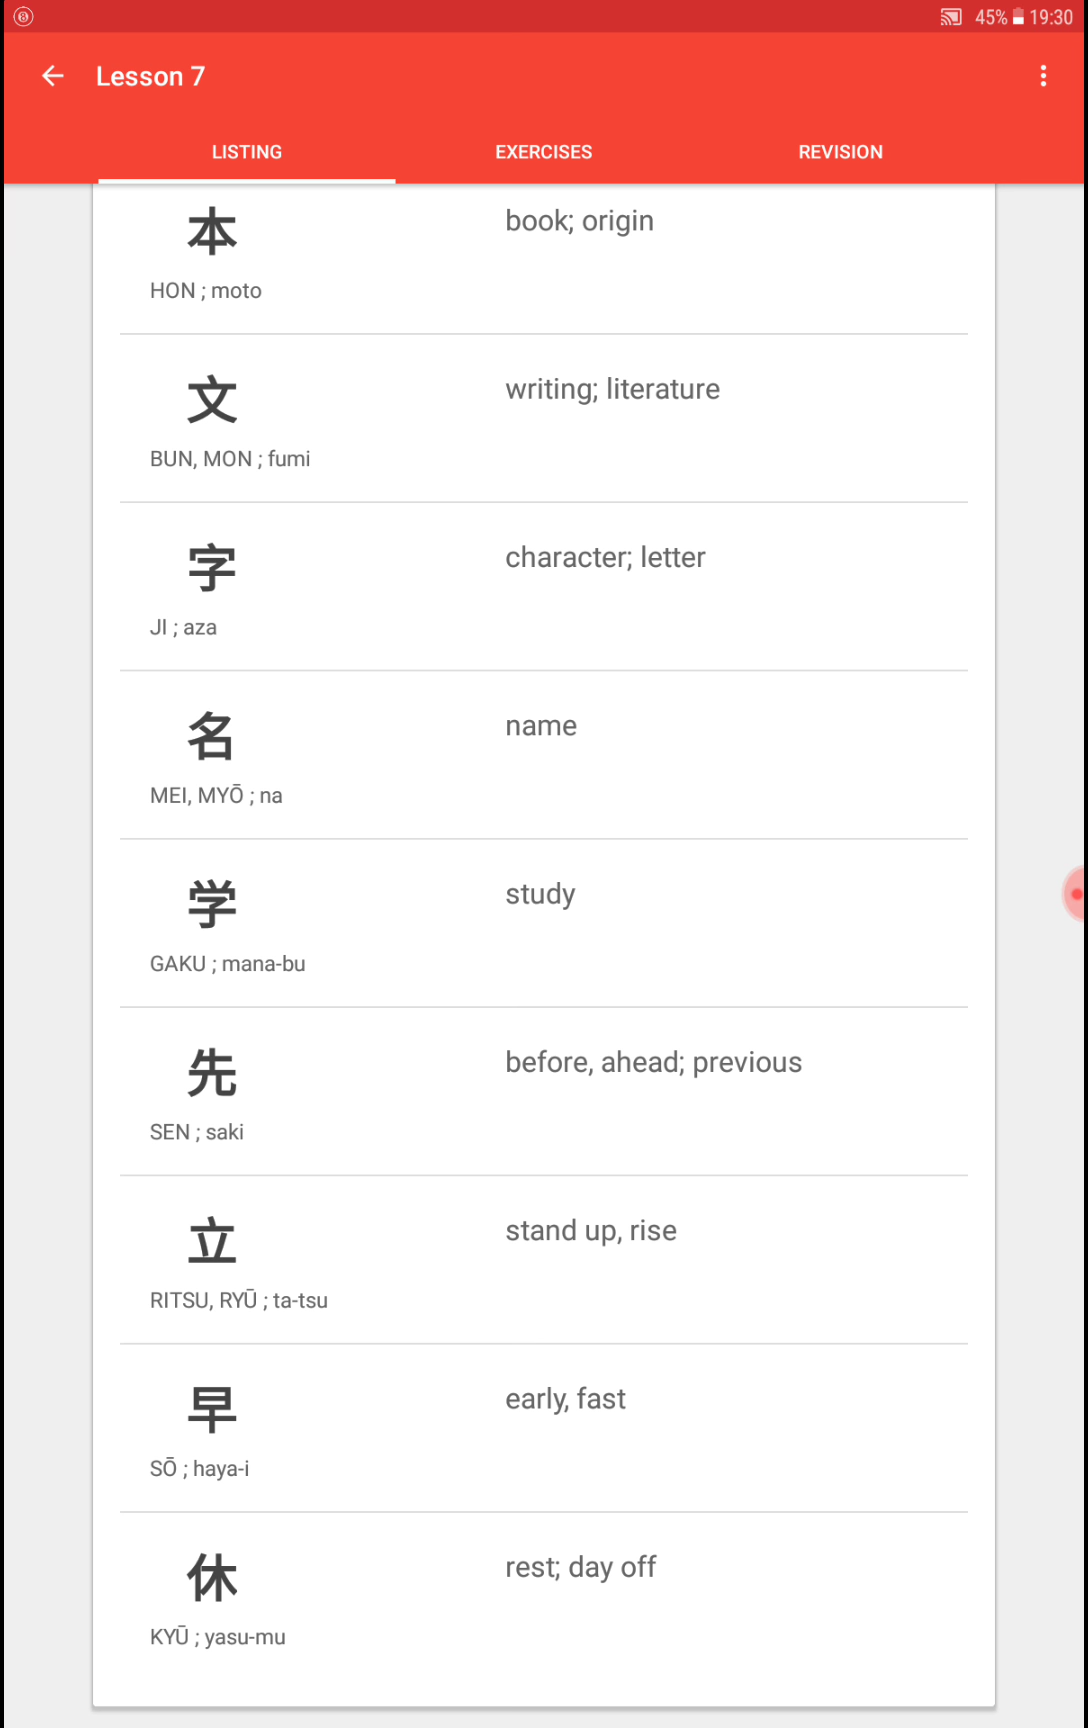 45% 19:30
Lesson 7
LISTING EXERCISES REVISION
本 book; origin
HON ; moto
文 writing; literature
BUN, MON ; fumi
字 character; letter
JI ; aza
名 name
MEI, MYŌ ; na
学 study
GAKU ; mana-bu
先 before, ahead; previous
SEN ; saki
立 stand up, rise
RITSU, RYŪ ; ta-tsu
早 early, fast
SŌ ; haya-i
休 rest; day off
KYŪ ; yasu-mu